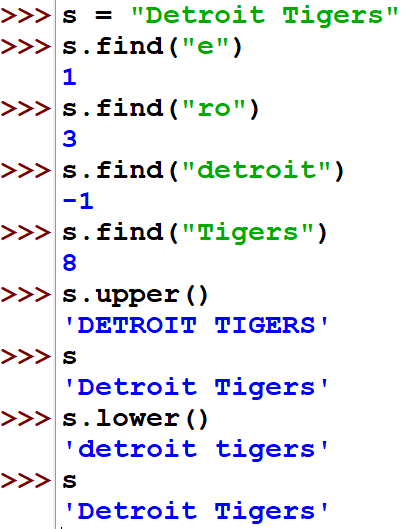 >>> s = "Detroit Tigers"
>>> s.find("e")
1
>>> s.find("ro")
3
>>> s.find("detroit")
-1
>>> s.find("Tigers")
8
>>> s.upper()
'DETROIT TIGERS'
>>> s
'Detroit Tigers'
>>> s.lower()
'detroit tigers'
>>> s
'Detroit Tigers'